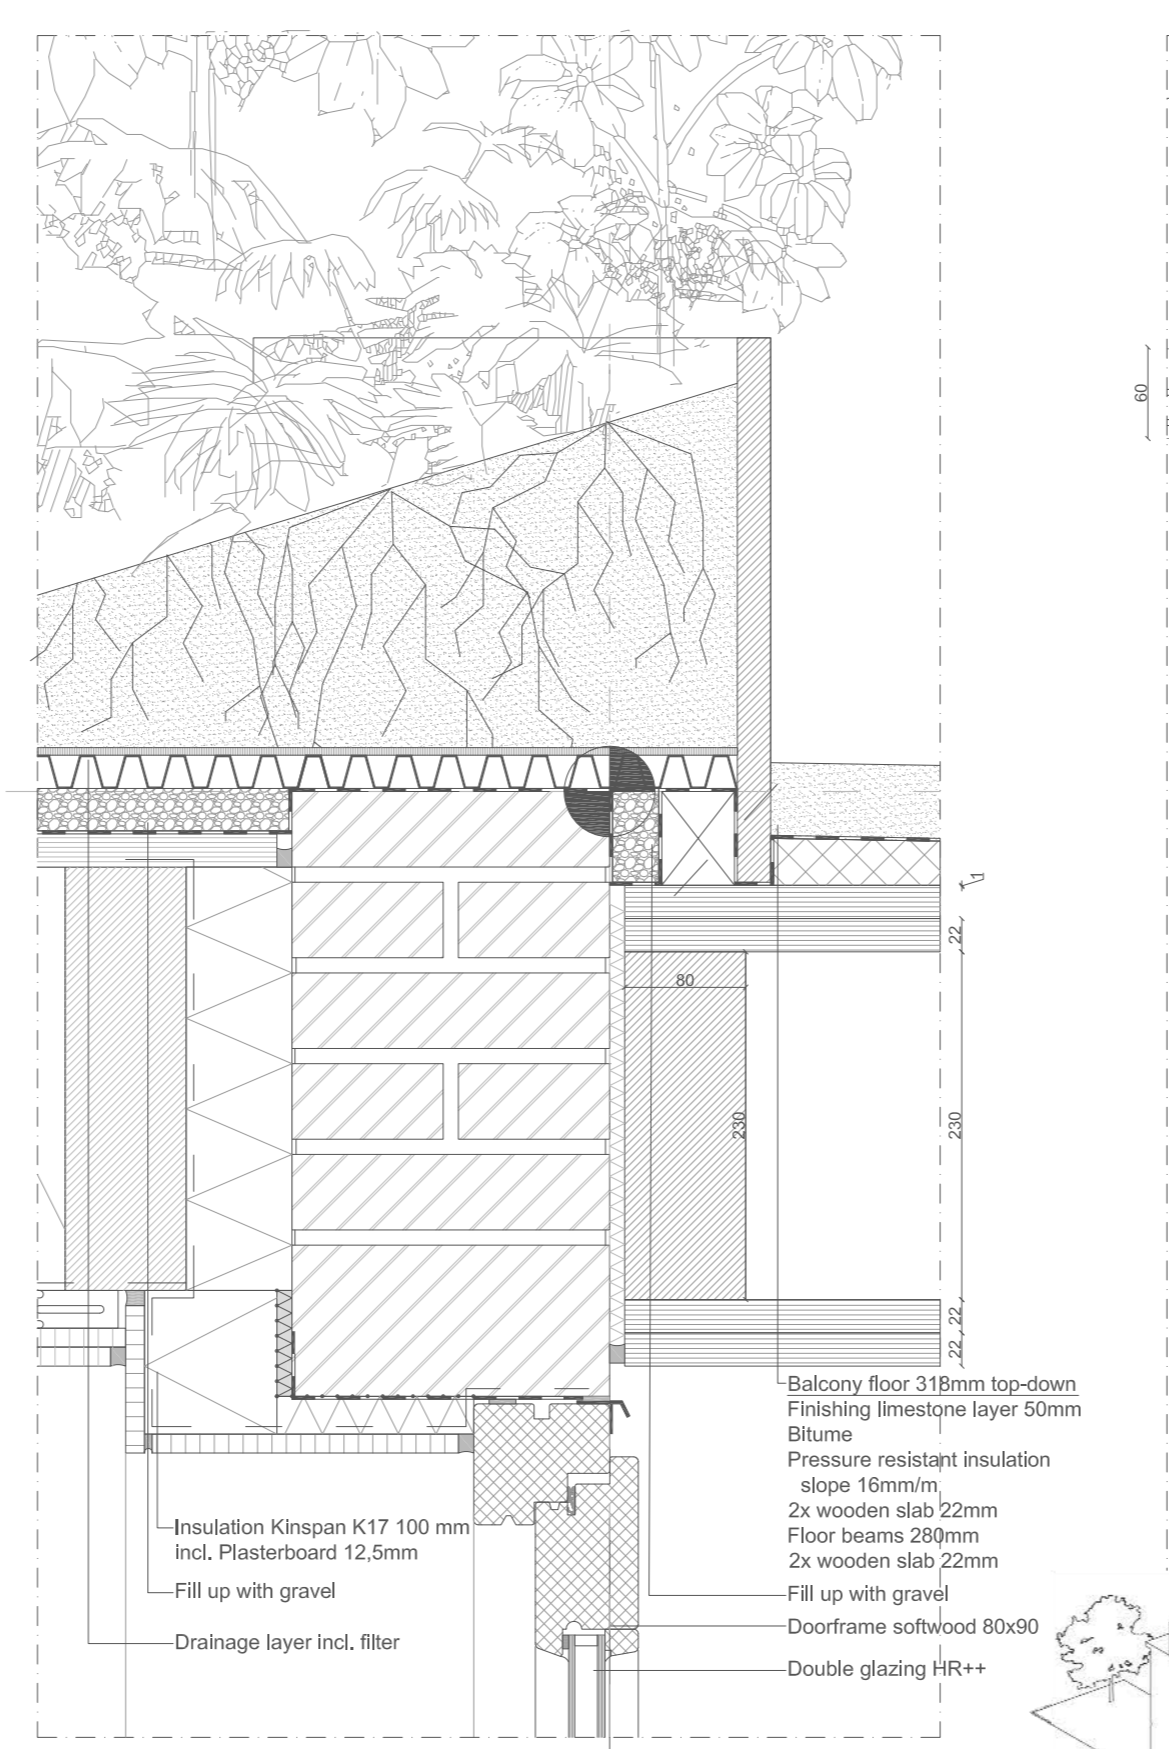 60
1
22
80
230
230
22
22
Balcony floor 318mm top-down
Finishing limestone layer 50mm
Bitume
Pressure resistant insulation
slope 16mm/m
2x wooden slab 22mm
Floor beams 280mm
2x wooden slab 22mm
Insulation Kinspan K17 100 mm
incl. Plasterboard 12,5mm
Fill up with gravel
Drainage layer incl. filter
Fill up with gravel
Doorframe softwood 80x90
Double glazing HR++